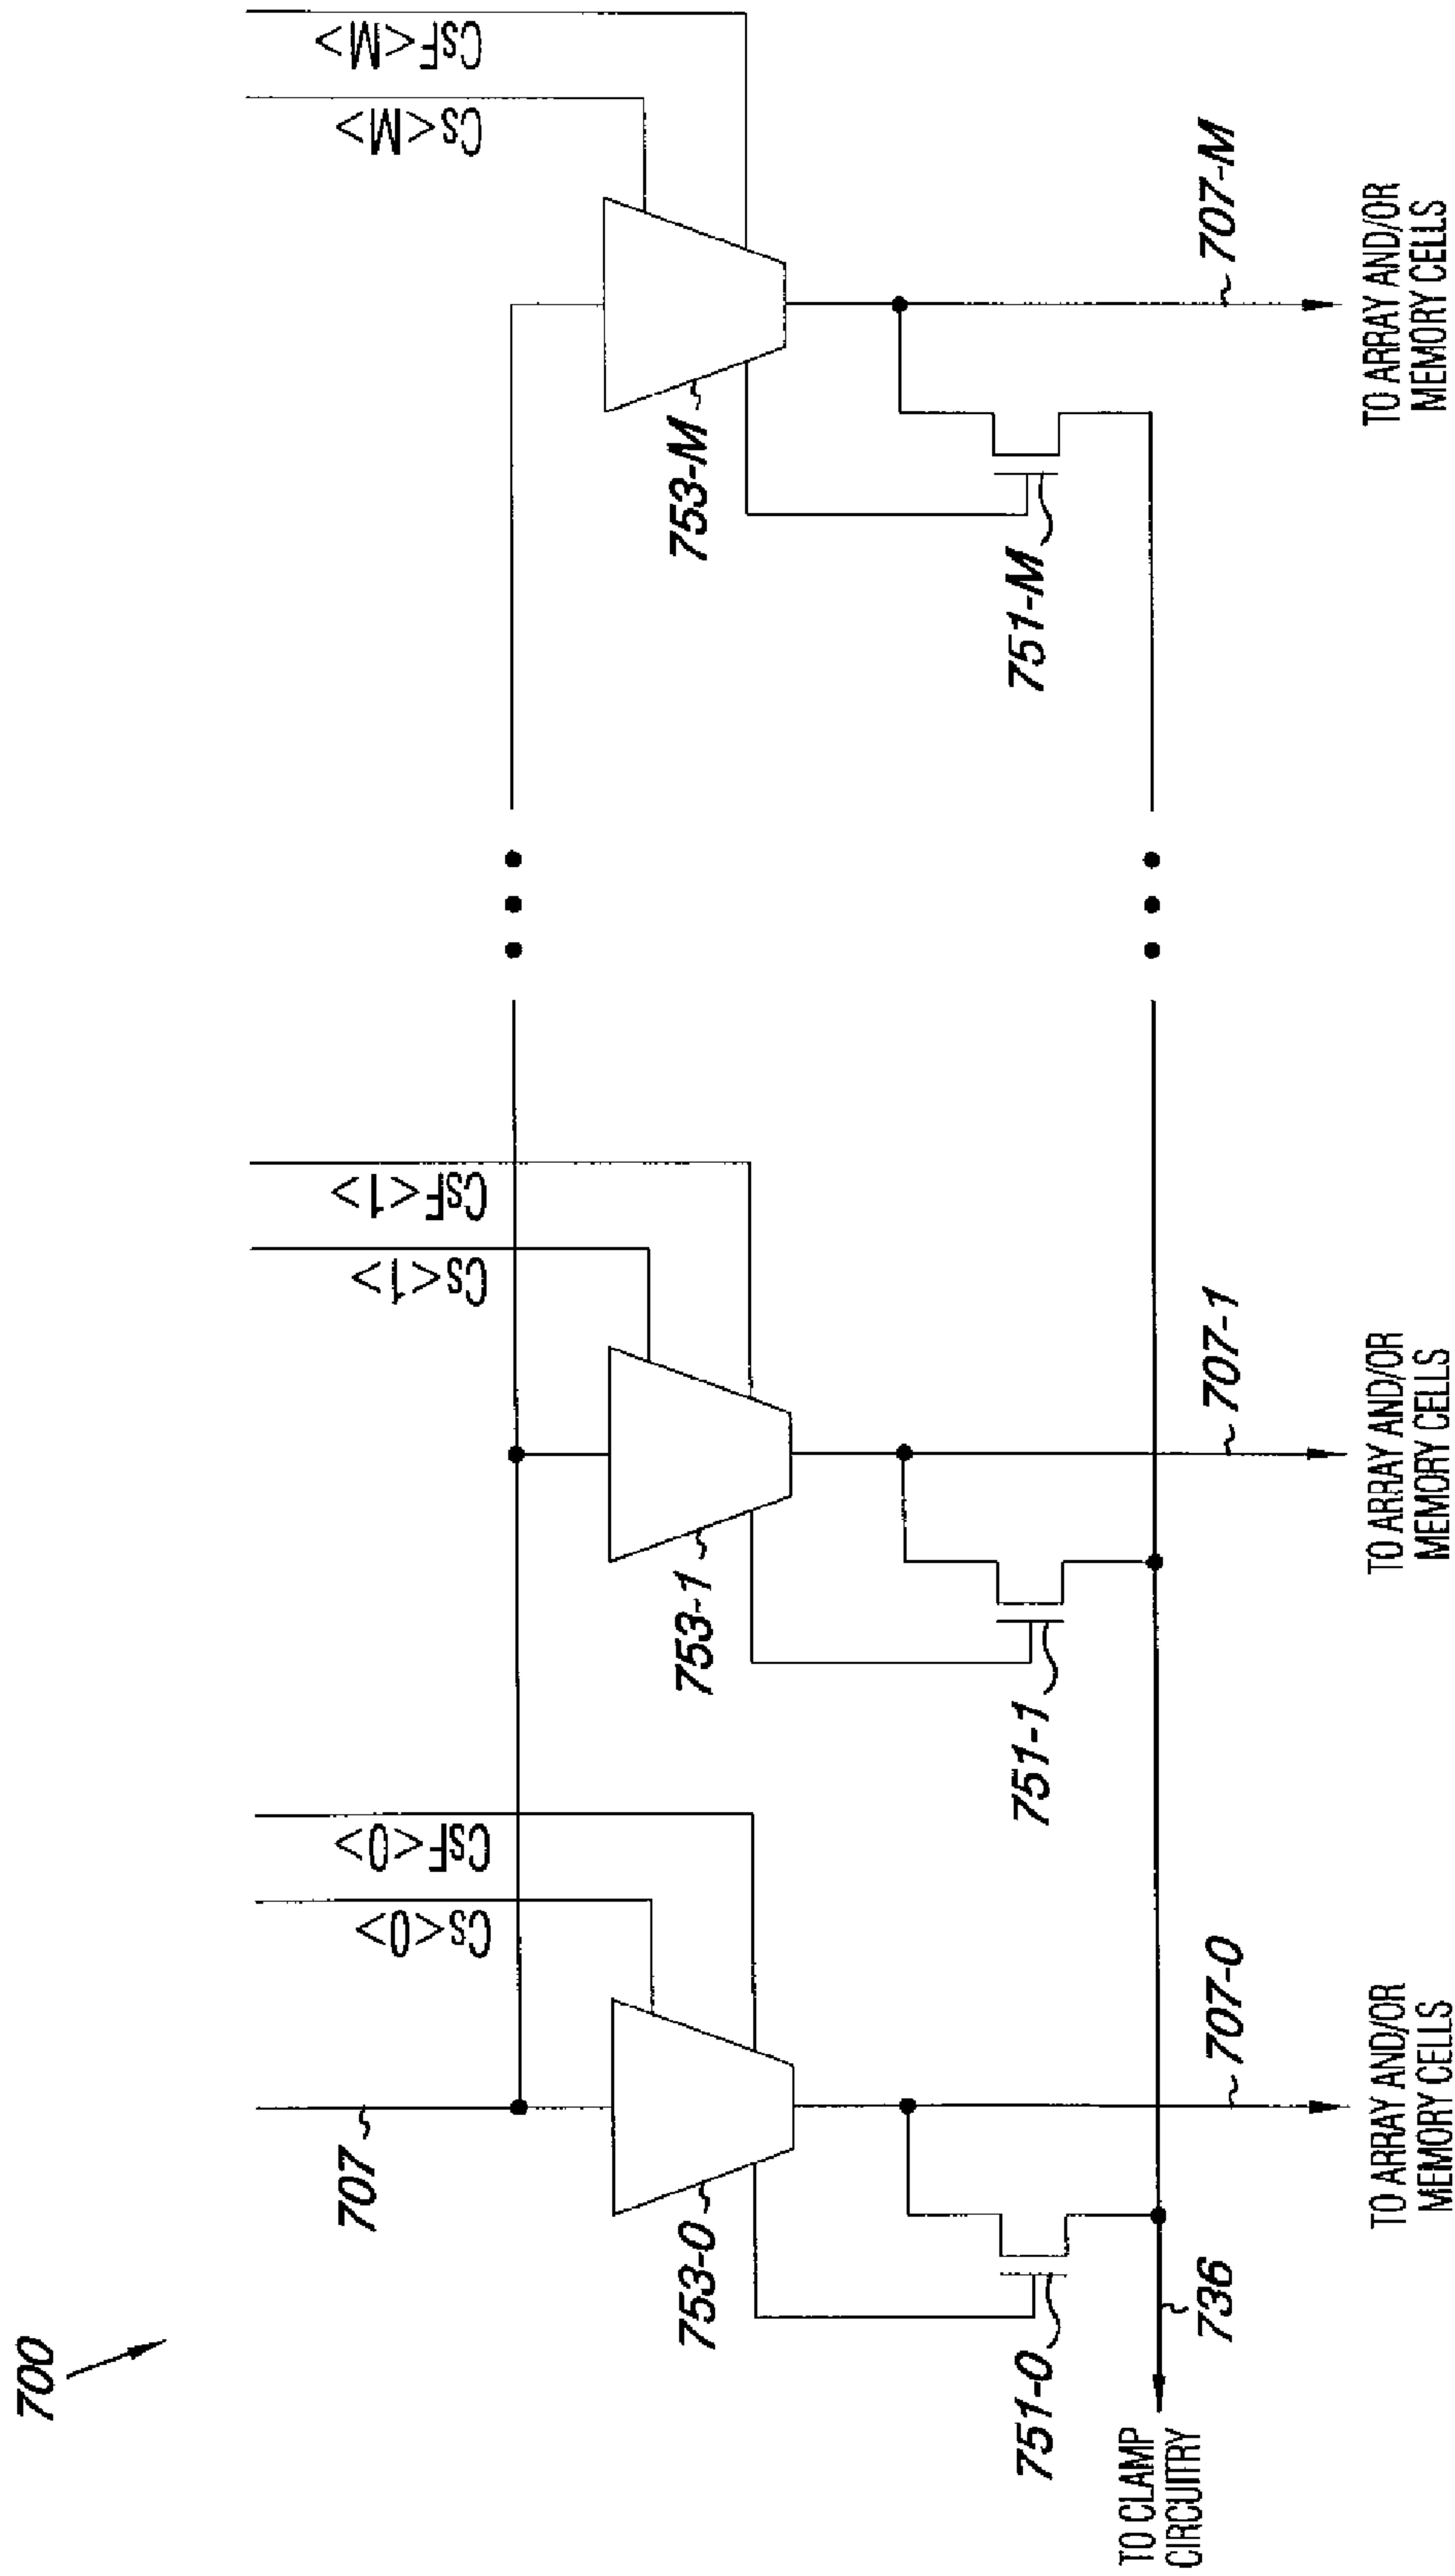 700
707
Cs<0>
CsF<0>
Cs<1>
CsF<1>
Cs<M>
CsF<M>
753-0
753-1
753-M
751-0
751-1
751-M
736
707-0
707-1
707-M
TO CLAMP
CIRCUITRY
TO ARRAY AND/OR
MEMORY CELLS
TO ARRAY AND/OR
MEMORY CELLS
TO ARRAY AND/OR
MEMORY CELLS